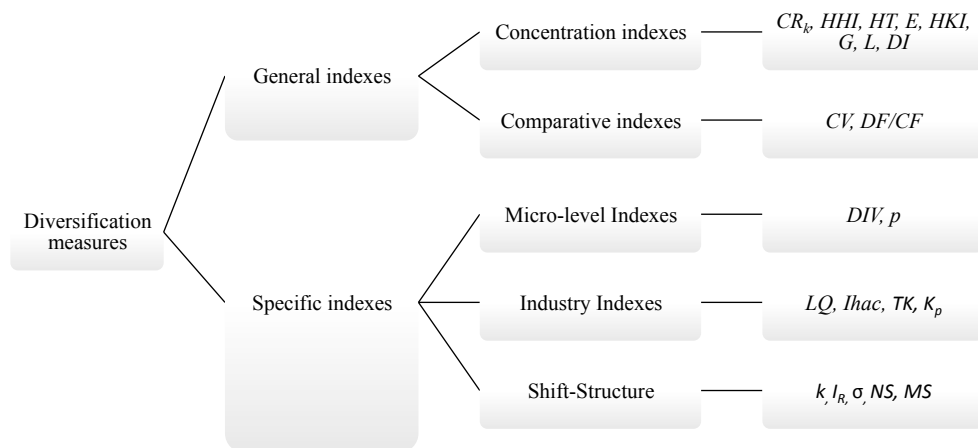 Diversification
measures
General indexes
Concentration indexes
CRₖ, HHI, HT, E, HKI,
G, L, DI
Comparative indexes
CV, DF/CF
Specific indexes
Micro-level Indexes
DIV, p
Industry Indexes
LQ, Ihac, TK, Kₚ
Shift-Structure
k, I_R, σ, NS, MS